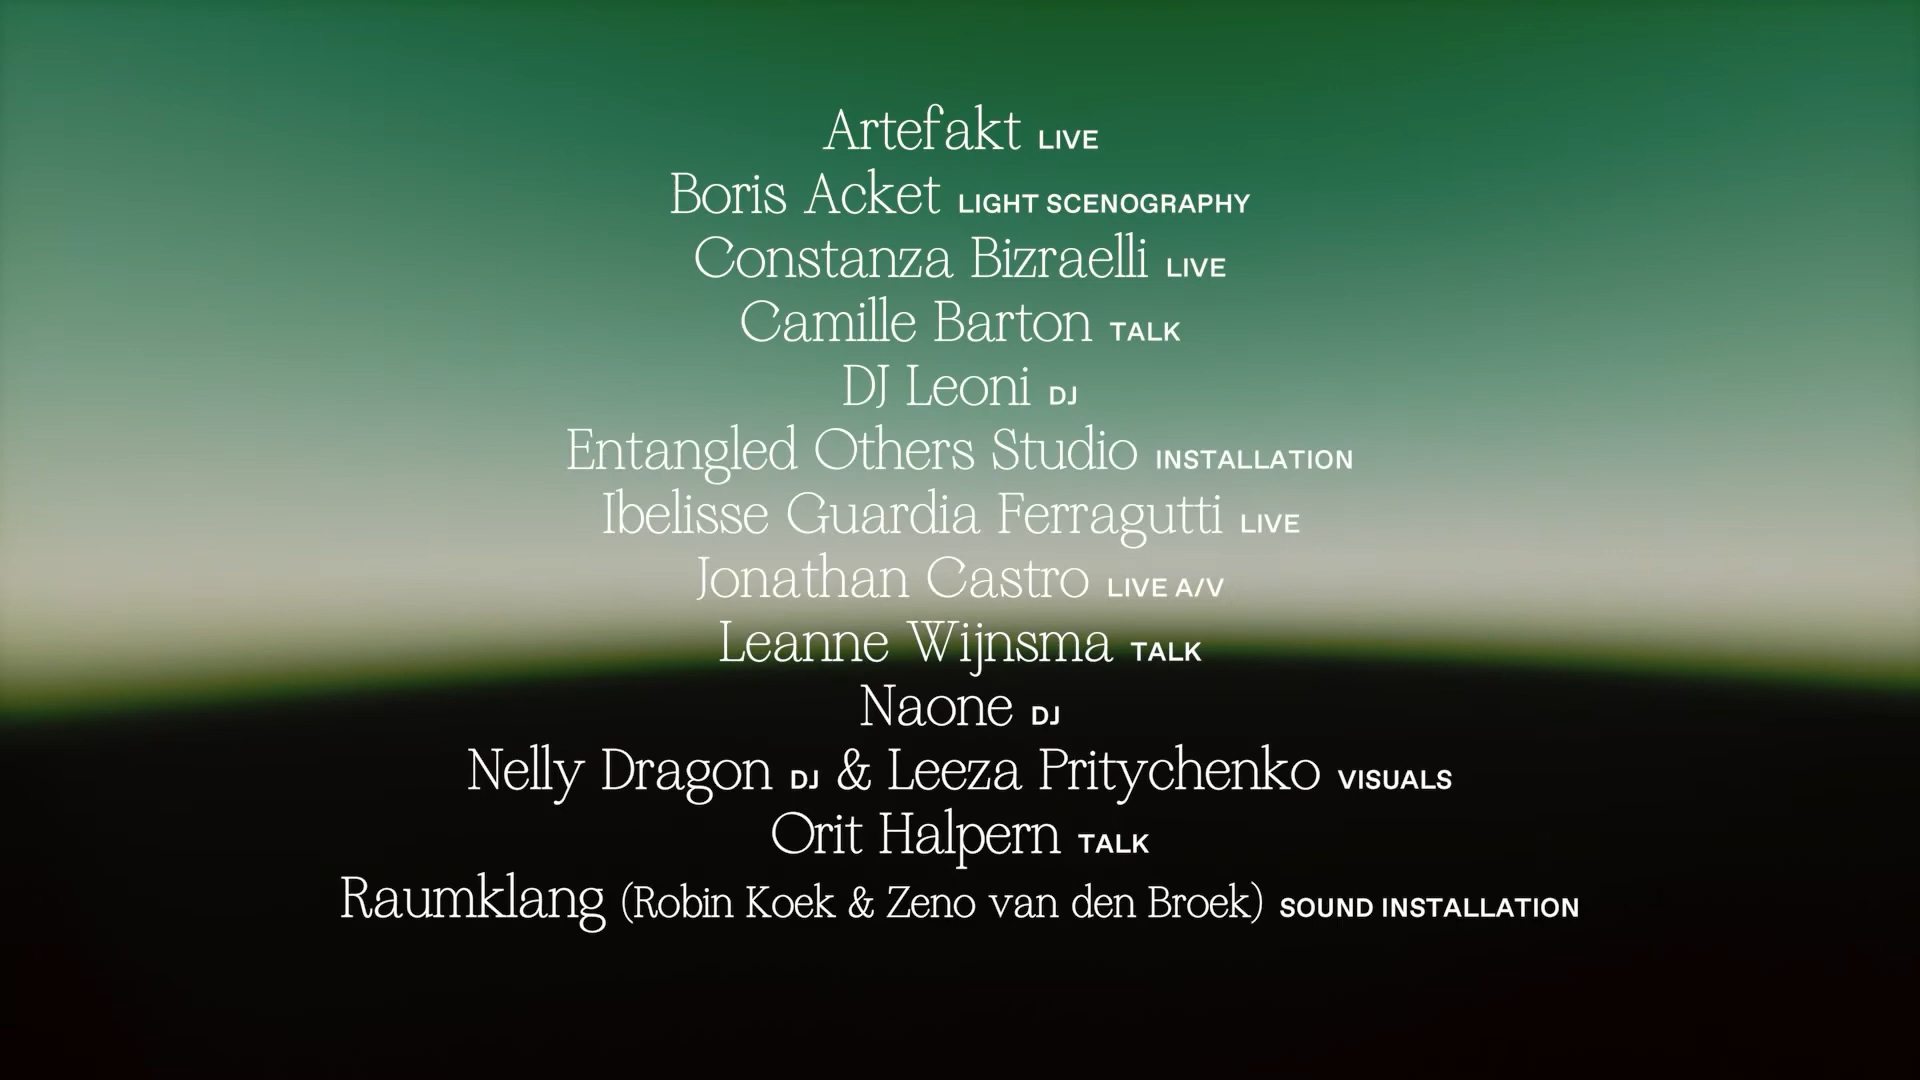 Artefakt LIVE
Boris Acket LIGHT SCENOGRAPHY
Constanza Bizraelli LIVE
Camille Barton TALK
DJ Leoni DJ
Entangled Others Studio INSTALLATION
Ibelisse Guardia Ferragutti LIVE
Jonathan Castro LIVE A/V
Leanne Wijnsma TALK
Naone DJ
Nelly Dragon DJ & Leeza Pritychenko VISUALS
Orit Halpern TALK
Raumklang (Robin Koek & Zeno van den Broek) SOUND INSTALLATION